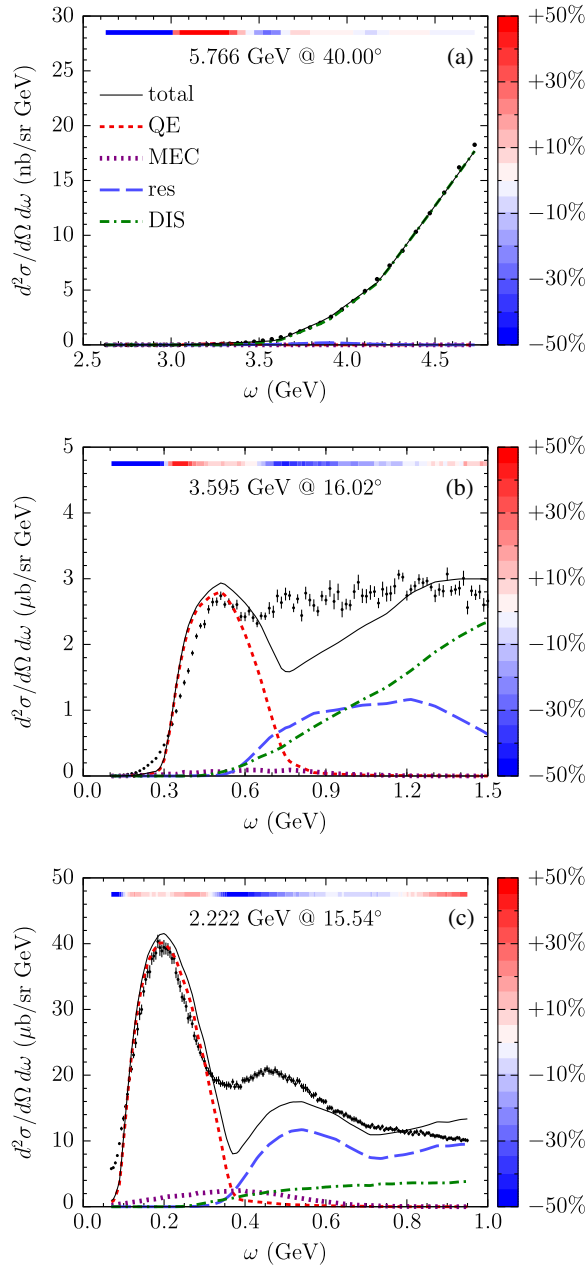 30
25
20
15
10
5
0
d²σ/dΩ dω (nb/sr GeV)
5.766 GeV @ 40.00°
(a)
total
QE
MEC
res
DIS
2.5 3.0 3.5 4.0 4.5
ω (GeV)
+50%
+30%
+10%
−10%
−30%
−50%
5
4
3
2
1
0
d²σ/dΩ dω (μb/sr GeV)
3.595 GeV @ 16.02°
(b)
0.0 0.3 0.6 0.9 1.2 1.5
ω (GeV)
+50%
+30%
+10%
−10%
−30%
−50%
50
40
30
20
10
0
d²σ/dΩ dω (μb/sr GeV)
2.222 GeV @ 15.54°
(c)
0.0 0.2 0.4 0.6 0.8 1.0
ω (GeV)
+50%
+30%
+10%
−10%
−30%
−50%